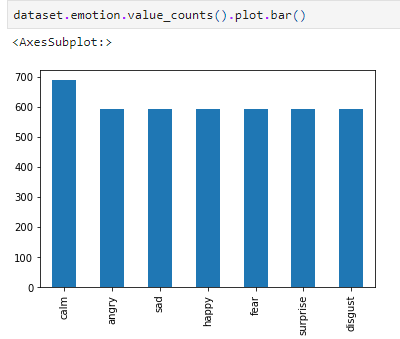 dataset.emotion.value_counts().plot.bar()
<AxesSubplot:>
700
600
500
400
300
200
100
0
calm
angry
sad
happy
fear
surprise
disgust